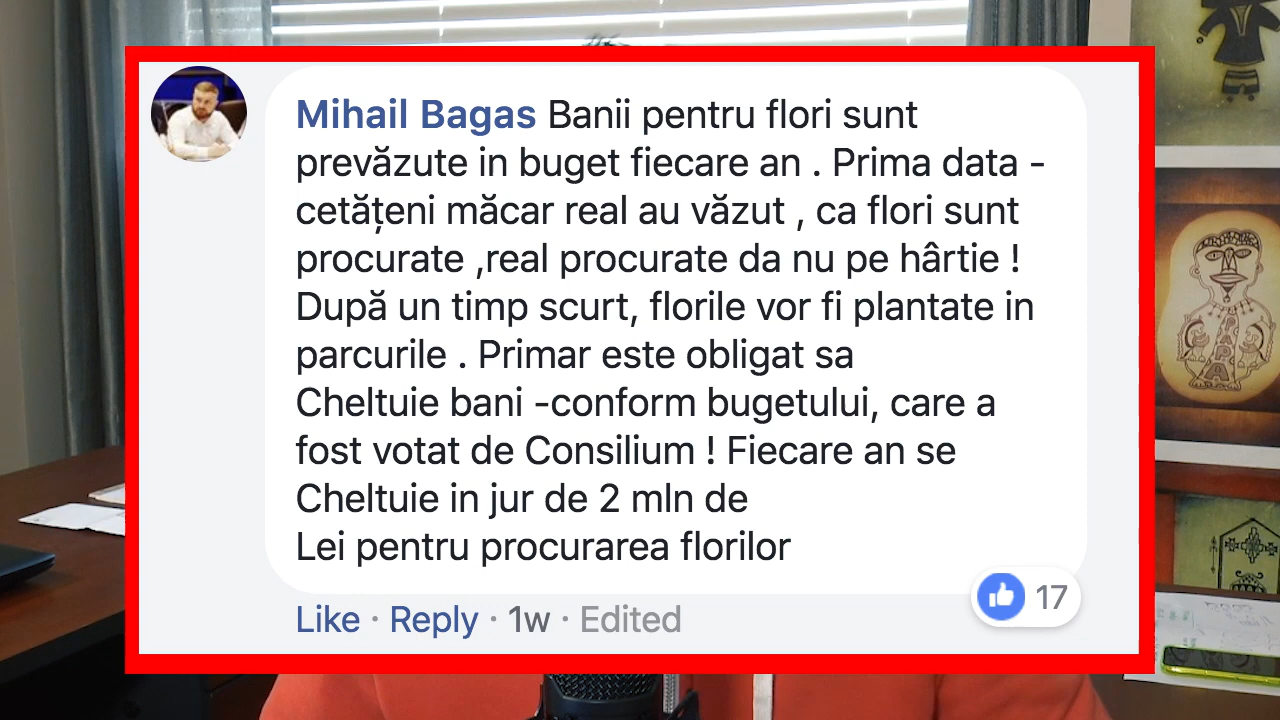 Mihail Bagas Banii pentru flori sunt
prevăzute in buget fiecare an . Prima data -
cetățeni măcar real au văzut , ca flori sunt
procurate ,real procurate da nu pe hârtie !
După un timp scurt, florile vor fi plantate in
parcurile . Primar este obligat sa
Cheltuie bani -conform bugetului, care a
fost votat de Consilium ! Fiecare an se
Cheltuie in jur de 2 mln de
Lei pentru procurarea florilor
17
Like · Reply · 1w · Edited